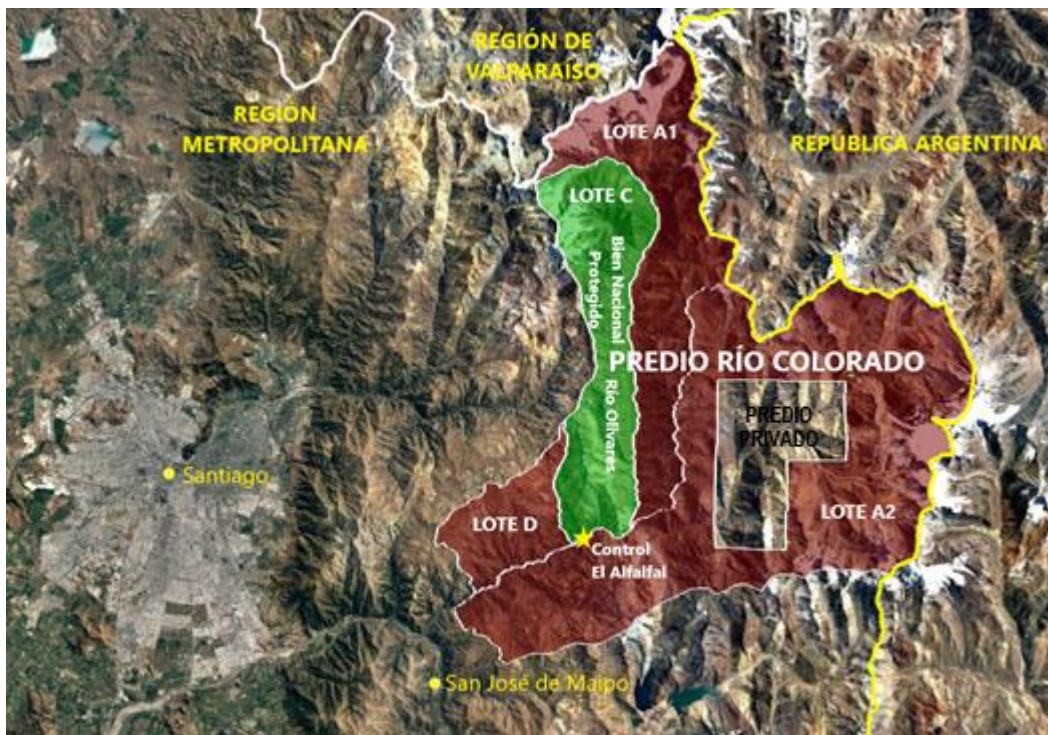 REGIÓN DE
VALPARAÍSO
REGIÓN
METROPOLITANA
LOTE A1
REPÚBLICA ARGENTINA
LOTE C
Bien Nacional Río Olivares
Protegido
PREDIO RÍO COLORADO
PREDIO
PRIVADO
Santiago
LOTE D
LOTE A2
Control
El Alfalfal
San José de Maipo